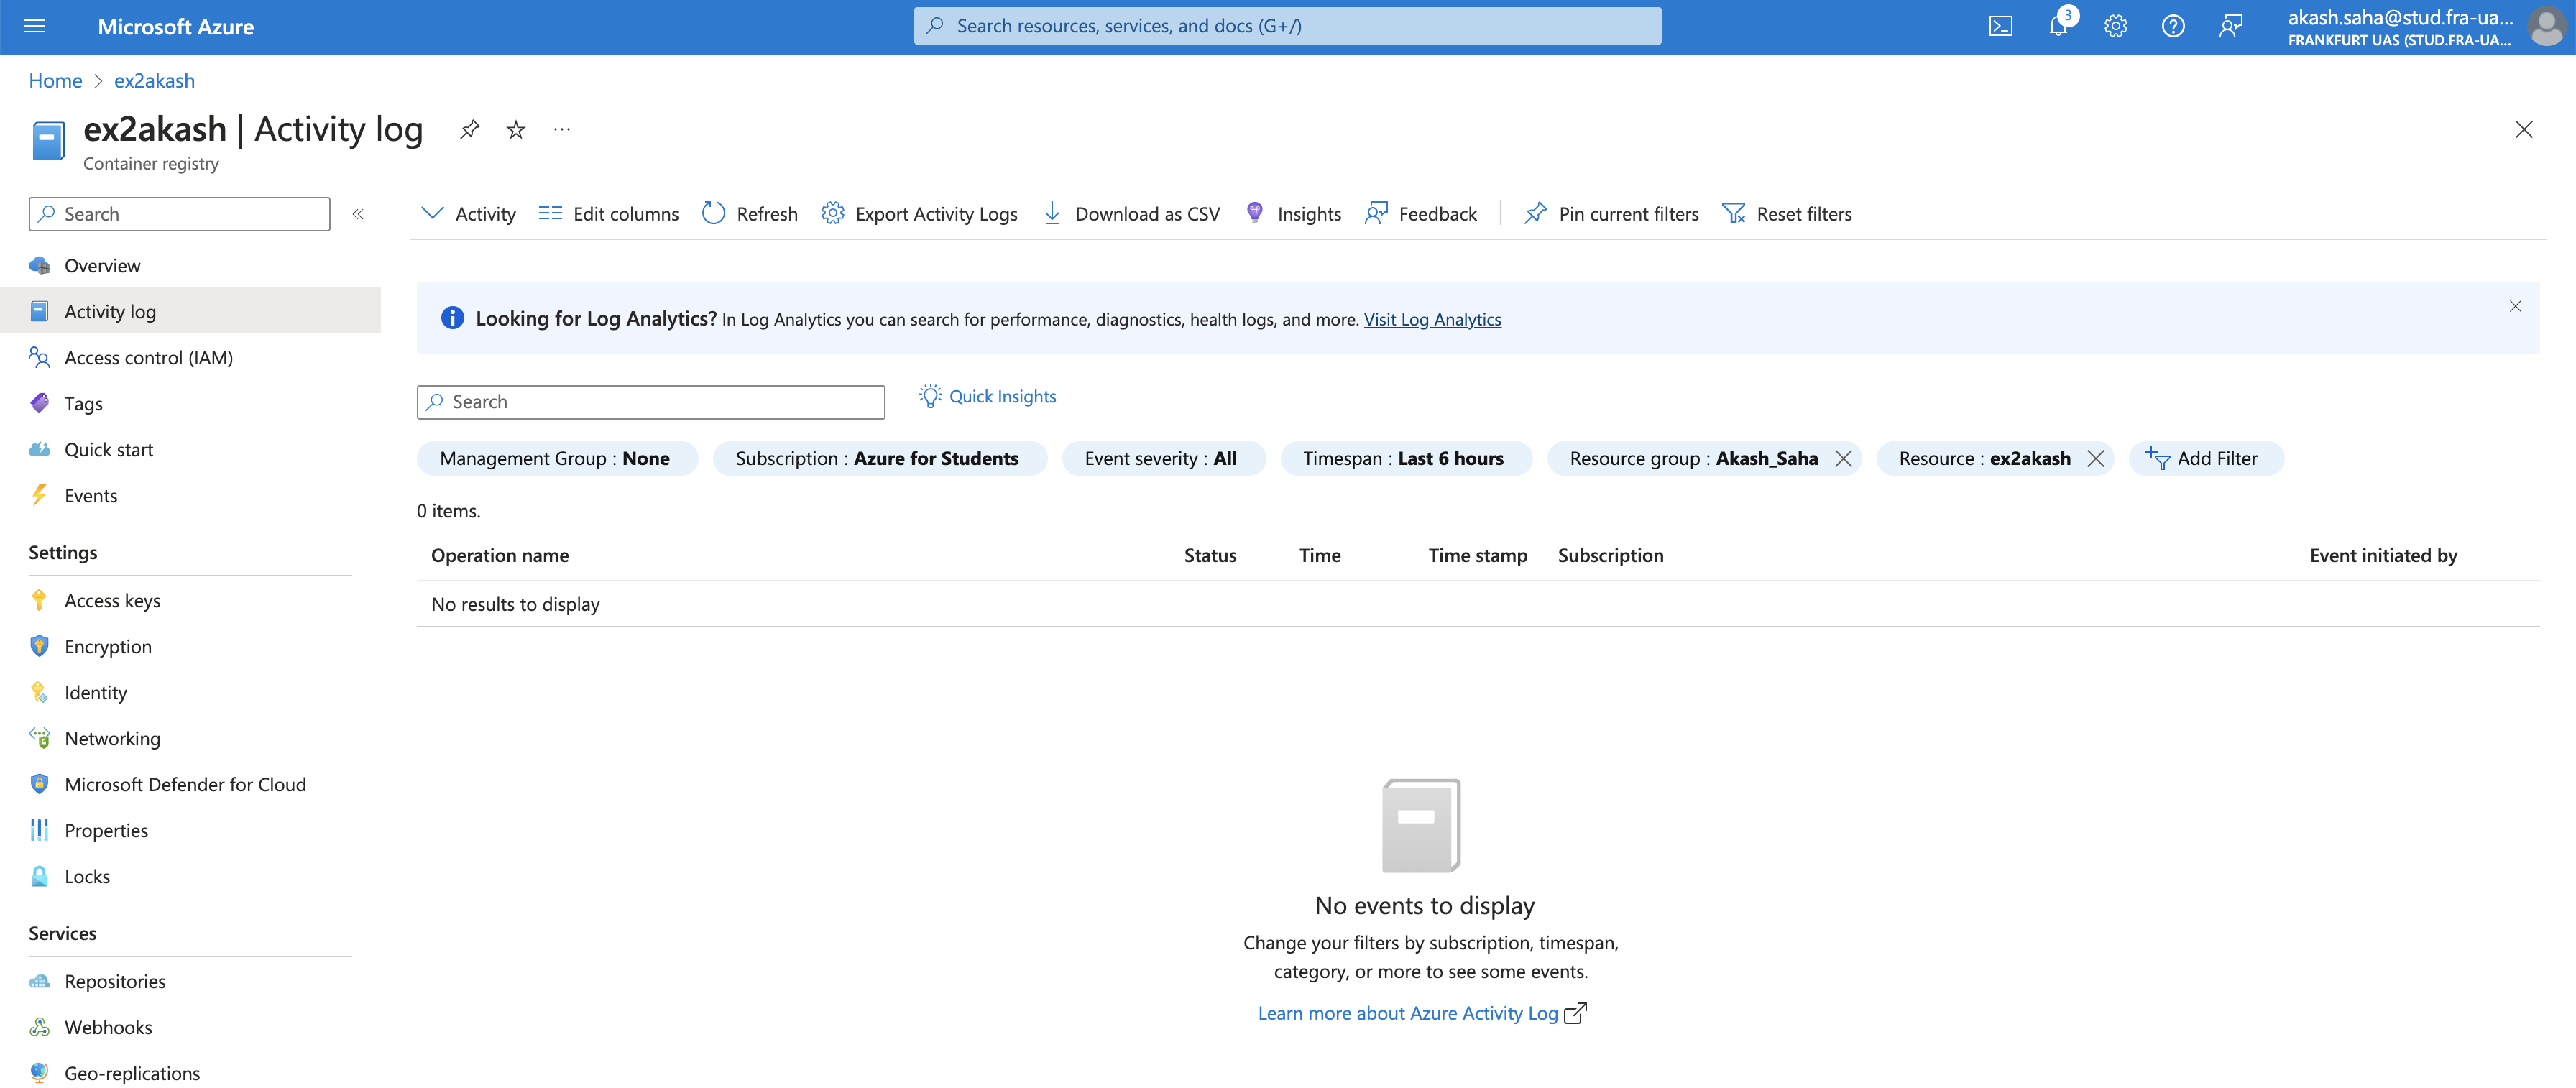 Microsoft Azure
Search resources, services, and docs (G+/)
3
akash.saha@stud.fra-ua...
FRANKFURT UAS (STUD.FRA-UA...
Home > ex2akash
ex2akash | Activity log
Container registry
Search
Activity
Edit columns
Refresh
Export Activity Logs
Download as CSV
Insights
Feedback
Pin current filters
Reset filters
Overview
Activity log
Access control (IAM)
Tags
Quick start
Events
Settings
Access keys
Encryption
Identity
Networking
Microsoft Defender for Cloud
Properties
Locks
Services
Repositories
Webhooks
Geo-replications
Looking for Log Analytics? In Log Analytics you can search for performance, diagnostics, health logs, and more. Visit Log Analytics
Search
Quick Insights
Management Group : None
Subscription : Azure for Students
Event severity : All
Timespan : Last 6 hours
Resource group : Akash_Saha
Resource : ex2akash
Add Filter
0 items.
Operation name Status Time Time stamp Subscription Event initiated by
No results to display
No events to display
Change your filters by subscription, timespan,
category, or more to see some events.
Learn more about Azure Activity Log